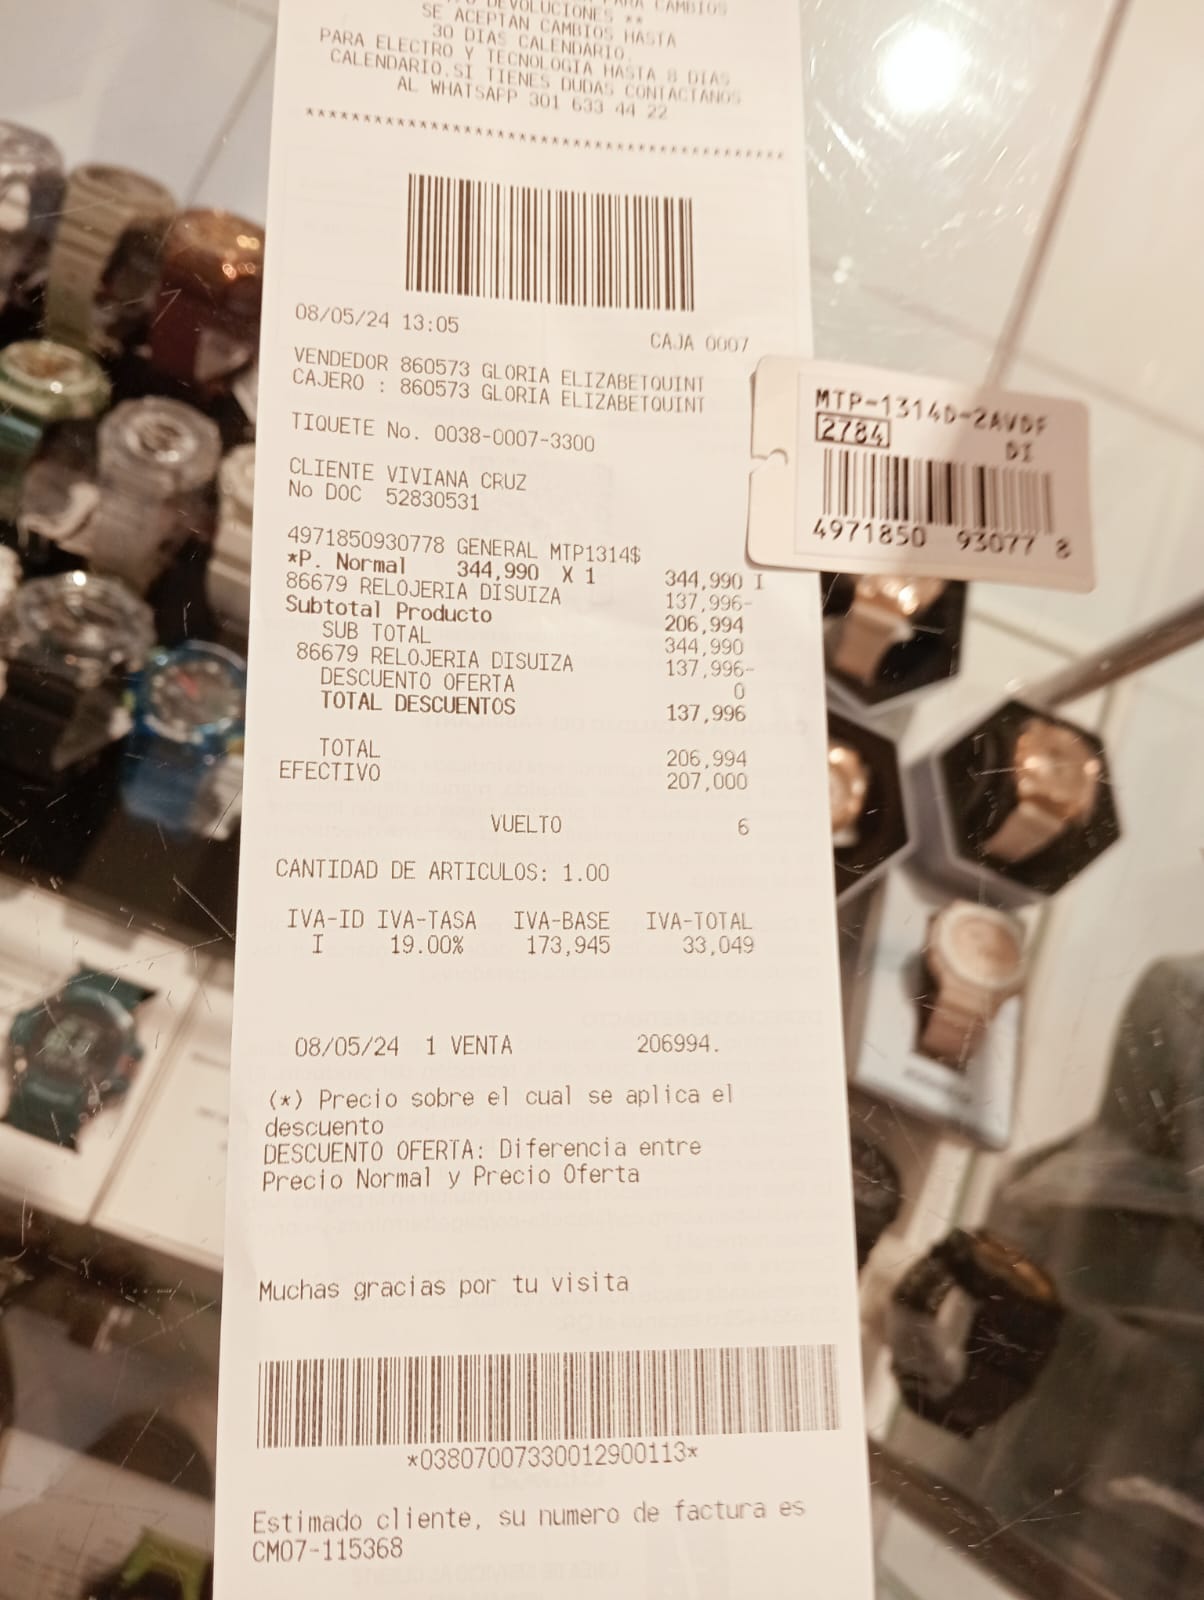 PARA CAMBIOS
DEVOLUCIONES **
SE ACEPTAN CAMBIOS HASTA
30 DIAS CALENDARIO.
PARA ELECTRO Y TECNOLOGIA HASTA 8 DIAS
CALENDARIO.SI TIENES DUDAS CONTACTANOS
AL WHATSAPP 301 633 44 22
08/05/24 13:05
CAJA 0007
VENDEDOR 860573 GLORIA ELIZABETQUINT
CAJERO : 860573 GLORIA ELIZABETQUINT
TIQUETE No. 0038-0007-3300
CLIENTE VIVIANA CRUZ
No DOC 52830531
4971850930778 GENERAL MTP1314$
*P. Normal 344,990 X 1 344,990 I
86679 RELOJERIA DISUIZA 137,996-
Subtotal Producto 206,994
SUB TOTAL 344,990
86679 RELOJERIA DISUIZA 137,996-
DESCUENTO OFERTA 0
TOTAL DESCUENTOS 137,996
TOTAL 206,994
EFECTIVO 207,000
VUELTO 6
CANTIDAD DE ARTICULOS: 1.00
IVA-ID IVA-TASA IVA-BASE IVA-TOTAL
I 19.00% 173,945 33,049
08/05/24 1 VENTA 206994.
(*) Precio sobre el cual se aplica el
descuento
DESCUENTO OFERTA: Diferencia entre
Precio Normal y Precio Oferta
Muchas gracias por tu visita
*03807007330012900113*
Estimado cliente, su numero de factura es
CM07-115368
MTP-1314D-2AVDF
2784
DI
4971850 93077 8